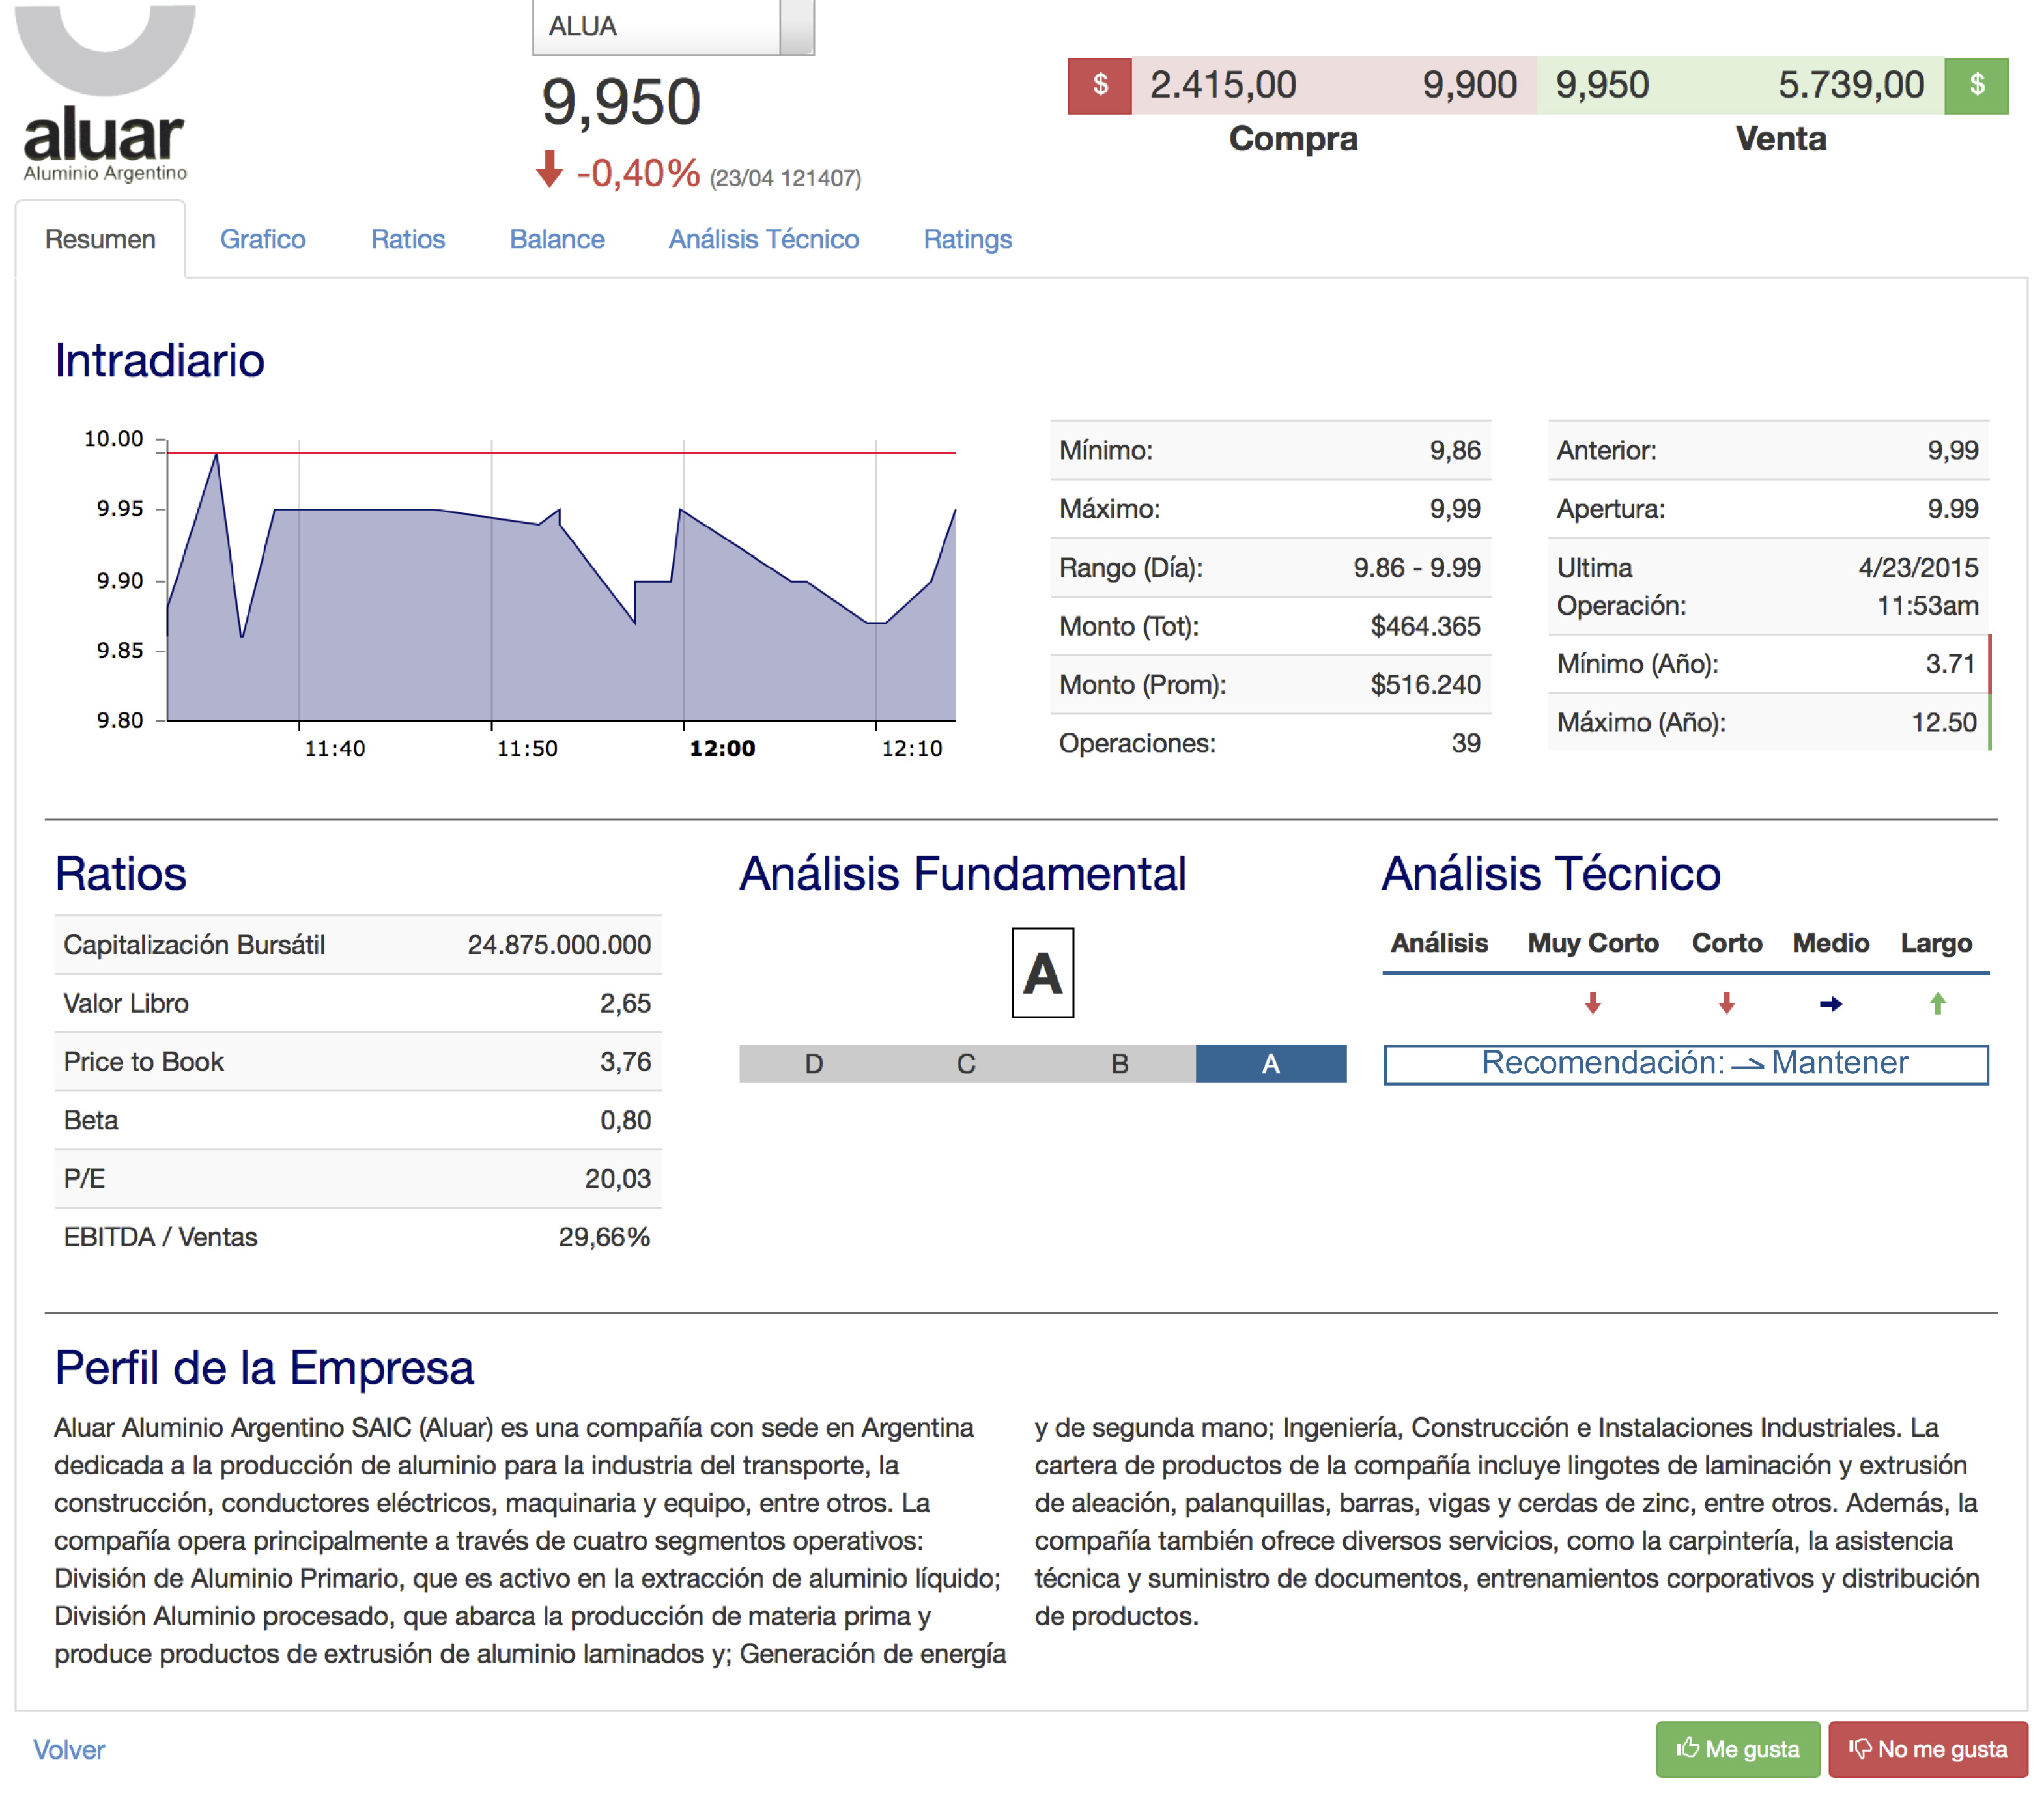 aluar
Aluminio Argentino
ALUA
9,950
-0,40% (23/04 121407)
$ 2.415,00 9,900 9,950 5.739,00 $
Compra Venta
Resumen Grafico Ratios Balance Análisis Técnico Ratings
Intradiario
10.00
9.95
9.90
9.85
9.80
11:40 11:50 12:00 12:10
Mínimo: 9,86
Máximo: 9,99
Rango (Día): 9.86 - 9.99
Monto (Tot): $464.365
Monto (Prom): $516.240
Operaciones: 39
Anterior: 9,99
Apertura: 9.99
Ultima 4/23/2015
Operación: 11:53am
Mínimo (Año): 3.71
Máximo (Año): 12.50
Ratios
Capitalización Bursátil 24.875.000.000
Valor Libro 2,65
Price to Book 3,76
Beta 0,80
P/E 20,03
EBITDA / Ventas 29,66%
Análisis Fundamental
A
D C B A
Análisis Técnico
Análisis Muy Corto Corto Medio Largo
Recomendación: Mantener
Perfil de la Empresa
Aluar Aluminio Argentino SAIC (Aluar) es una compañía con sede en Argentina
dedicada a la producción de aluminio para la industria del transporte, la
construcción, conductores eléctricos, maquinaria y equipo, entre otros. La
compañía opera principalmente a través de cuatro segmentos operativos:
División de Aluminio Primario, que es activo en la extracción de aluminio líquido;
División Aluminio procesado, que abarca la producción de materia prima y
produce productos de extrusión de aluminio laminados y; Generación de energía
y de segunda mano; Ingeniería, Construcción e Instalaciones Industriales. La
cartera de productos de la compañía incluye lingotes de laminación y extrusión
de aleación, palanquillas, barras, vigas y cerdas de zinc, entre otros. Además, la
compañía también ofrece diversos servicios, como la carpintería, la asistencia
técnica y suministro de documentos, entrenamientos corporativos y distribución
de productos.
Volver
Me gusta
No me gusta